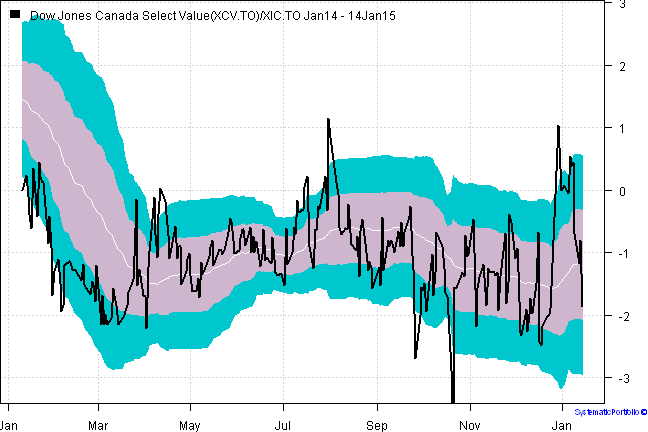 Dow Jones Canada Select Value(XCV.TO)/XIC.TO Jan14 - 14Jan15
3
2
1
0
-1
-2
-3
Jan Mar May Jul Sep Nov Jan
SystematicPortfolio ©